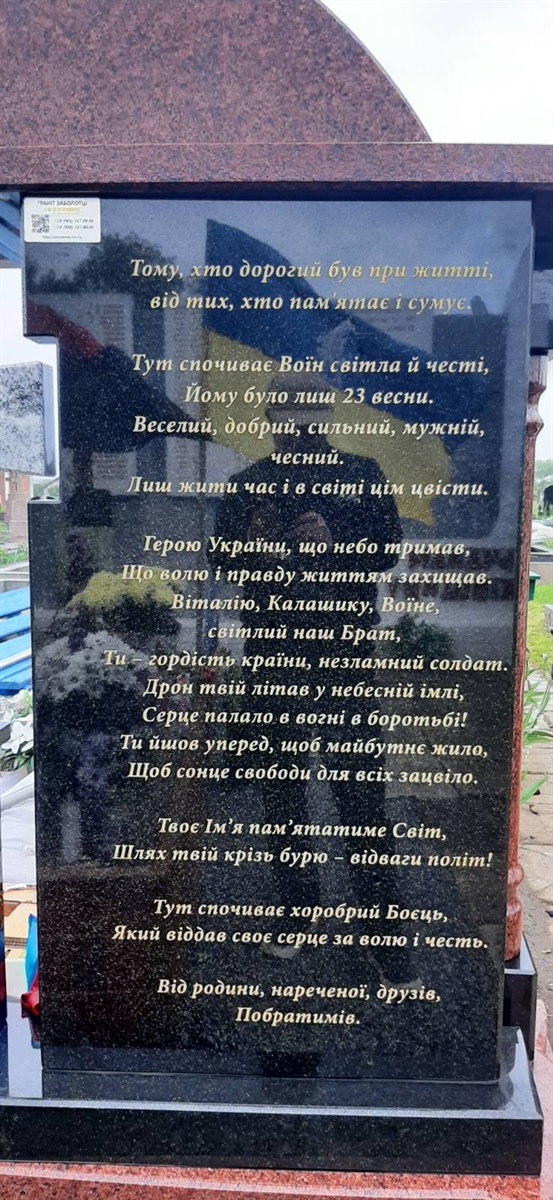 ГРАНІТ ЗАБОЛОТЦІ
Тому, хто дорогий був при житті,
від тих, хто пам'ятає і сумує.
Тут спочиває Воїн світла й честі,
Йому було лиш 23 весни.
Веселий, добрий, сильний, мужній,
чесний.
Лиш жити час і в світі цім цвісти.
Герою України, що небо тримав,
Що волю і правду життям захищав.
Віталію, Калашику, Воїне,
світлий наш Брат,
Ти – гордість країни, незламний солдат.
Дрон твій літав у небесній імлі,
Серце палало в вогні в боротьбі!
Ти йшов уперед, щоб майбутнє жило,
Щоб сонце свободи для всіх зацвіло.
Твоє Ім'я пам'ятатиме Світ,
Шлях твій крізь бурю – відваги політ!
Тут спочиває хоробрий Боєць,
Який віддав своє серце за волю і честь.
Від родини, нареченої, друзів,
Побратимів.